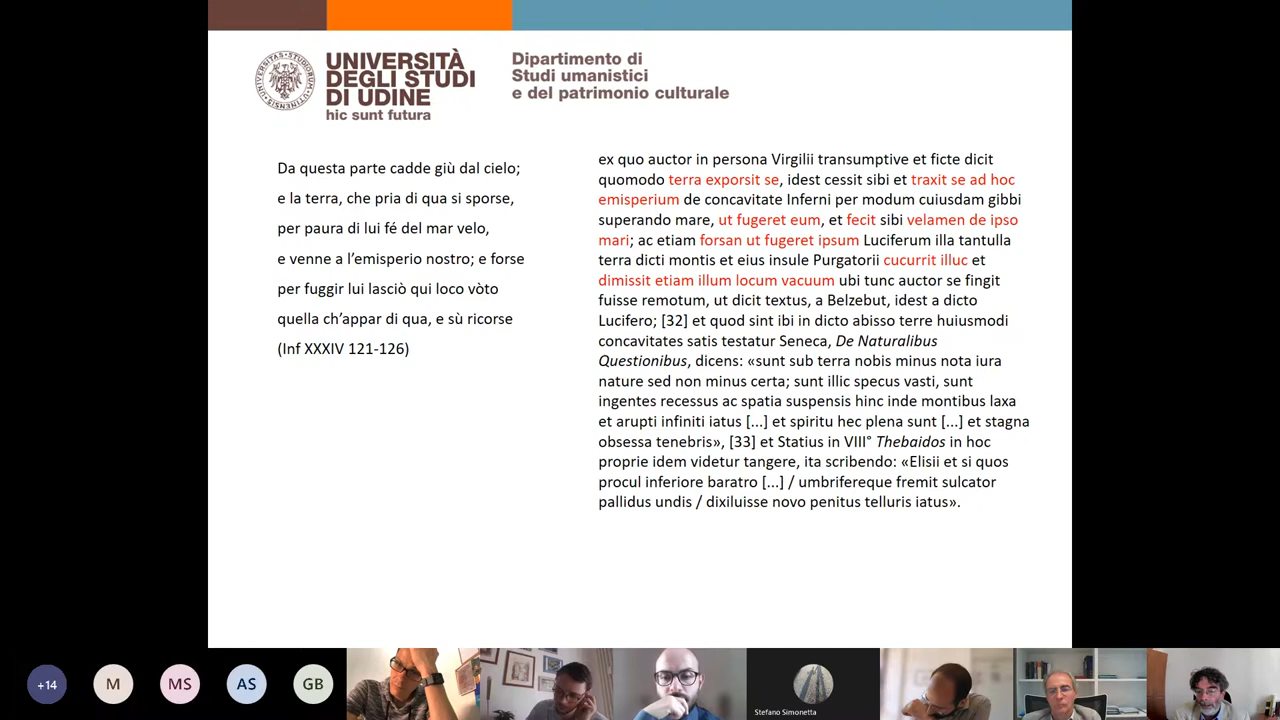 UNIVERSITÀ
DEGLI STUDI
DI UDINE
hic sunt futura
Dipartimento di
Studi umanistici
e del patrimonio culturale
Da questa parte cadde giù dal cielo;
e la terra, che pria di qua si sporse,
per paura di lui fé del mar velo,
e venne a l'emisperio nostro; e forse
per fuggir lui lasciò qui loco vòto
quella ch'appar di qua, e sù ricorse
(Inf XXXIV 121-126)
ex quo auctor in persona Virgilii transumptive et ficte dicit
quomodo terra exporsit se, idest cessit sibi et traxit se ad hoc
emisperium de concavitate Inferni per modum cuiusdam gibbi
superando mare, ut fugeret eum, et fecit sibi velamen de ipso
mari; ac etiam forsan ut fugeret ipsum Luciferum illa tantulla
terra dicti montis et eius insule Purgatorii cucurrit illuc et
dimissit etiam illum locum vacuum ubi tunc auctor se fingit
fuisse remotum, ut dicit textus, a Belzebut, idest a dicto
Lucifero; [32] et quod sint ibi in dicto abisso terre huiusmodi
concavitates satis testatur Seneca, De Naturalibus
Questionibus, dicens: «sunt sub terra nobis minus nota iura
nature sed non minus certa; sunt illic specus vasti, sunt
ingentes recessus ac spatia suspensis hinc inde montibus laxa
et arupti infiniti iatus [...] et spiritu hec plena sunt [...] et stagna
obsessa tenebris», [33] et Statius in VIII° Thebaidos in hoc
proprie idem videtur tangere, ita scribendo: «Elisii et si quos
procul inferiore baratro [...] / umbrifereque fremit sulcator
pallidus undis / dixiluisse novo penitus telluris iatus».
+14
M
MS
AS
GB
Stefano Simonetta